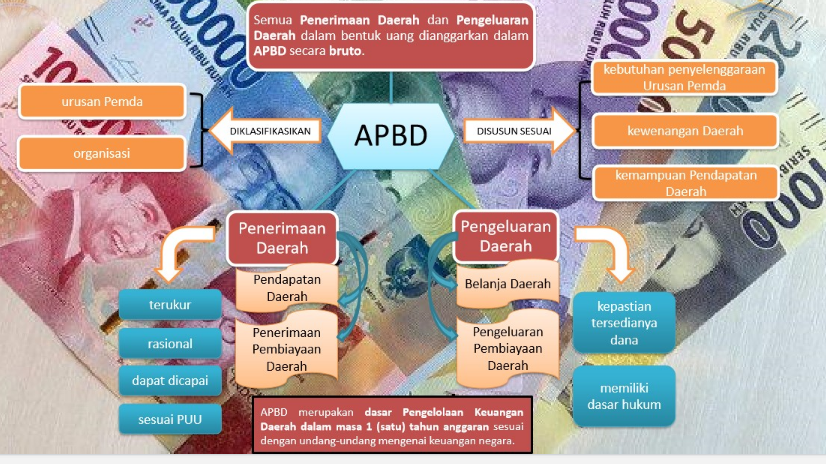 Semua Penerimaan Daerah dan Pengeluaran
Daerah dalam bentuk uang dianggarkan dalam
APBD secara bruto.
urusan Pemda
organisasi
DIKLASIFIKASIKAN
APBD
DISUSUN SESUAI
kebutuhan penyelenggaraan
Urusan Pemda
kewenangan Daerah
kemampuan Pendapatan
Daerah
Penerimaan
Daerah
Pendapatan
Daerah
Penerimaan
Pembiayaan
Daerah
terukur
rasional
dapat dicapai
sesuai PUU
Pengeluaran
Daerah
Belanja Daerah
Pengeluaran
Pembiayaan
Daerah
kepastian
tersedianya
dana
memiliki
dasar hukum
APBD merupakan dasar Pengelolaan Keuangan
Daerah dalam masa 1 (satu) tahun anggaran sesuai
dengan undang-undang mengenai keuangan negara.
1000